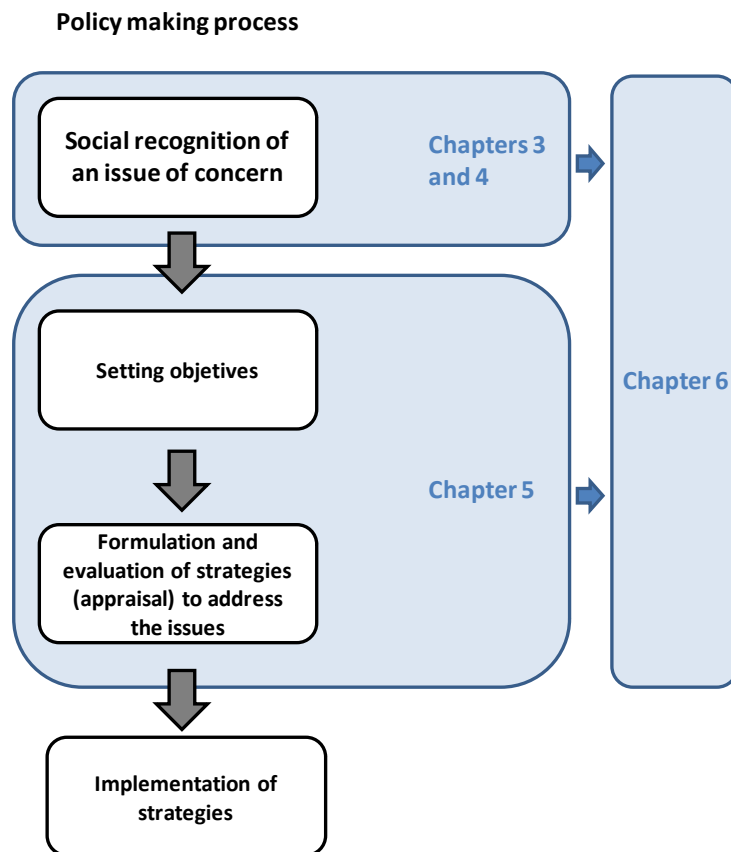 Policy making process
Social recognition of
an issue of concern
Chapters 3
and 4
Setting objetives
Chapter 6
Chapter 5
Formulation and
evaluation of strategies
(appraisal) to address
the issues
Implementation of
strategies